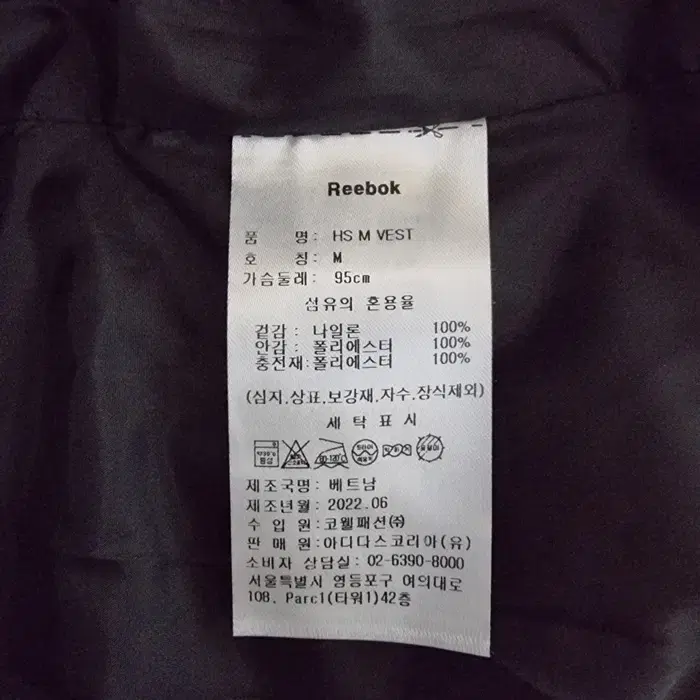 Reebok
품 명: HS M VEST
호 칭: M
가슴둘레: 95cm
섬유의 혼용율
겉감 : 나일론 100%
안감 : 폴리에스터 100%
충전재:폴리에스터 100%
(심지.상표.보강재.자수.장식제외)
세 탁 표 시
제조국명: 베트남
제조년월: 2022.06
수 입 원:코웰패션㈜
판 매 원:아디다스코리아(유)
소비자 상담실: 02-6390-8000
서울특별시 영등포구 여의대로
108. Parc1(타워1)42층